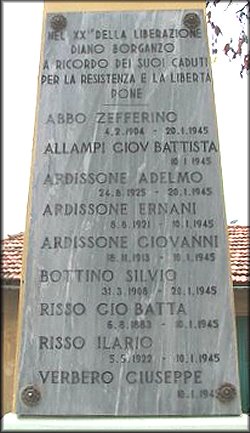 NEL XX° DELLA LIBERAZIONE
DIANO BORGANZO
A RICORDO DEI SUOI CADUTI
PER LA RESISTENZA E LA LIBERTÀ
PONE
ABBO ZEFFERINO
4.2.1904 - 20.1.1945
ALLAMPI GIOV BATTISTA
10.1.1945
ARDISSONE ADELMO
24.8.1925 - 20.1.1945
ARDISSONE ERNANI
8.8.1921 - 10.1.1945
ARDISSONE GIOVANNI
18.11.1913 - 10.1.1945
BOTTINO SILVIO
31.3.1908 - 20.1.1945
RISSO GIO BATTA
6.8.1883 - 10.1.1945
RISSO ILARIO
5.5.1922 - 10.1.1945
VERBERO GIUSEPPE
10.1.1945